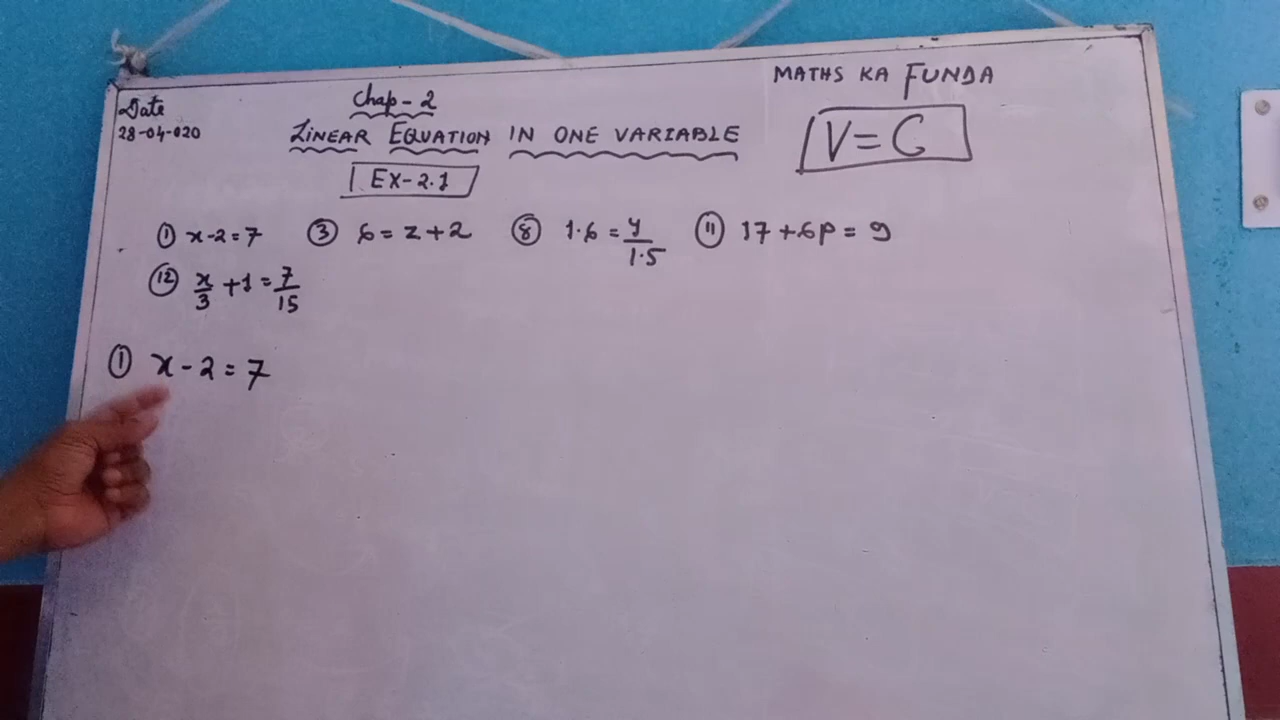 MATHS KA FUNDA
V=C
Date
28-04-020
Chap-2
LINEAR EQUATION IN ONE VARIABLE
EX-2.1
① x-2=7 ③ 6=z+2 ⑧ 1.6=y/1.5 ⑪ 17+6p=9
⑫ x/3+1=7/15
① x-2=7